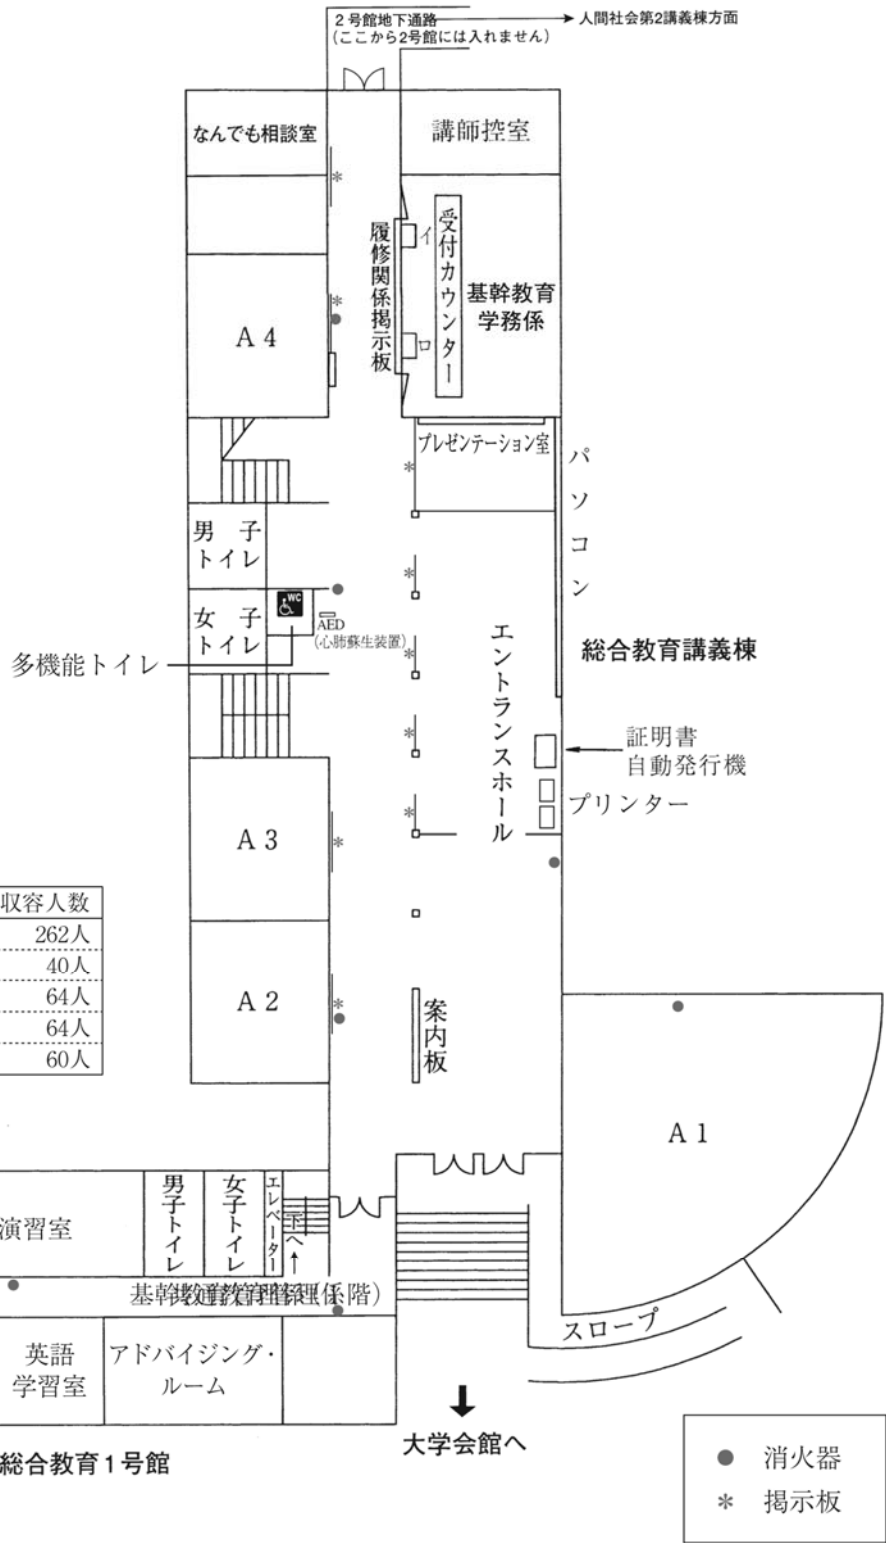 2号館地下通路
人間社会第2講義棟方面
(ここから2号館には入れません)
なんでも相談室
講師控室
*
履修関係掲示板
イ
受付カウンター
基幹教育
学務係
*
A 4
ロ
プレゼンテーション室
*
パソコン
男 子
トイレ
*
女 子
トイレ
WC
AED
(心肺蘇生装置)
多機能トイレ
*
エントランスホール
総合教育講義棟
*
証明書
自動発行機
プリンター
*
A 3
*
収容人数
262人
40人
64人
64人
60人
A 2
*
案内板
A 1
演習室
男子トイレ
女子トイレ
エレベーター
下へ
スロープ
英語
学習室
アドバイジング・
ルーム
大学会館へ
総合教育1号館
● 消火器
* 掲示板